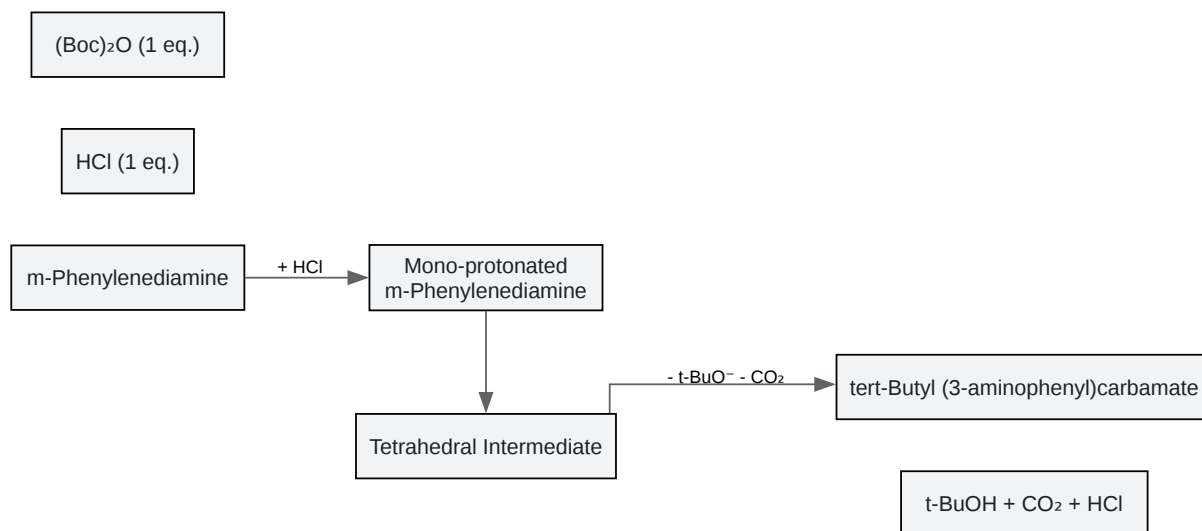 (Boc)₂O (1 eq.)
HCl (1 eq.)
m-Phenylenediamine
+ HCl
Mono-protonated
m-Phenylenediamine
- t-BuO⁻ - CO₂
tert-Butyl (3-aminophenyl)carbamate
Tetrahedral Intermediate
t-BuOH + CO₂ + HCl